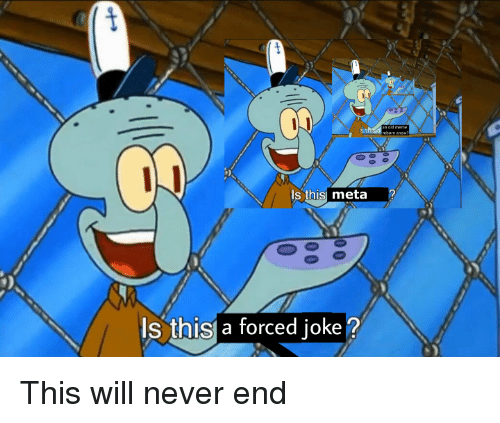 Is this meta ?
Is this a forced joke ?
This will never end